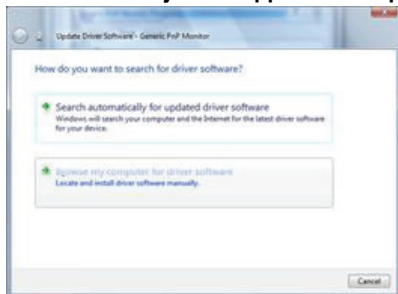 Update Driver Software - Generic PnP Monitor
How do you want to search for driver software?
Search automatically for updated driver software
Windows will search your computer and the Internet for the latest driver software
for your device.
Browse my computer for driver software
Locate and install driver software manually.
Cancel